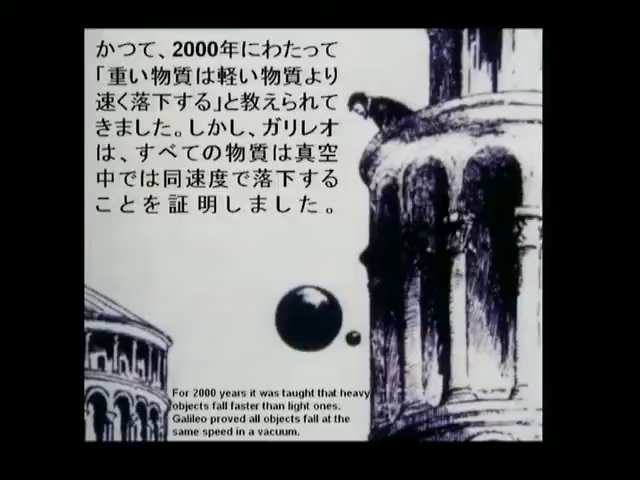 かつて、2000年にわたって
「重い物質は軽い物質より
速く落下する」と教えられて
きました。しかし、ガリレオ
は、すべての物質は真空
中では同速度で落下する
ことを証明しました。
For 2000 years it was taught that heavy
objects fall faster than light ones.
Galileo proved all objects fall at the
same speed in a vacuum.